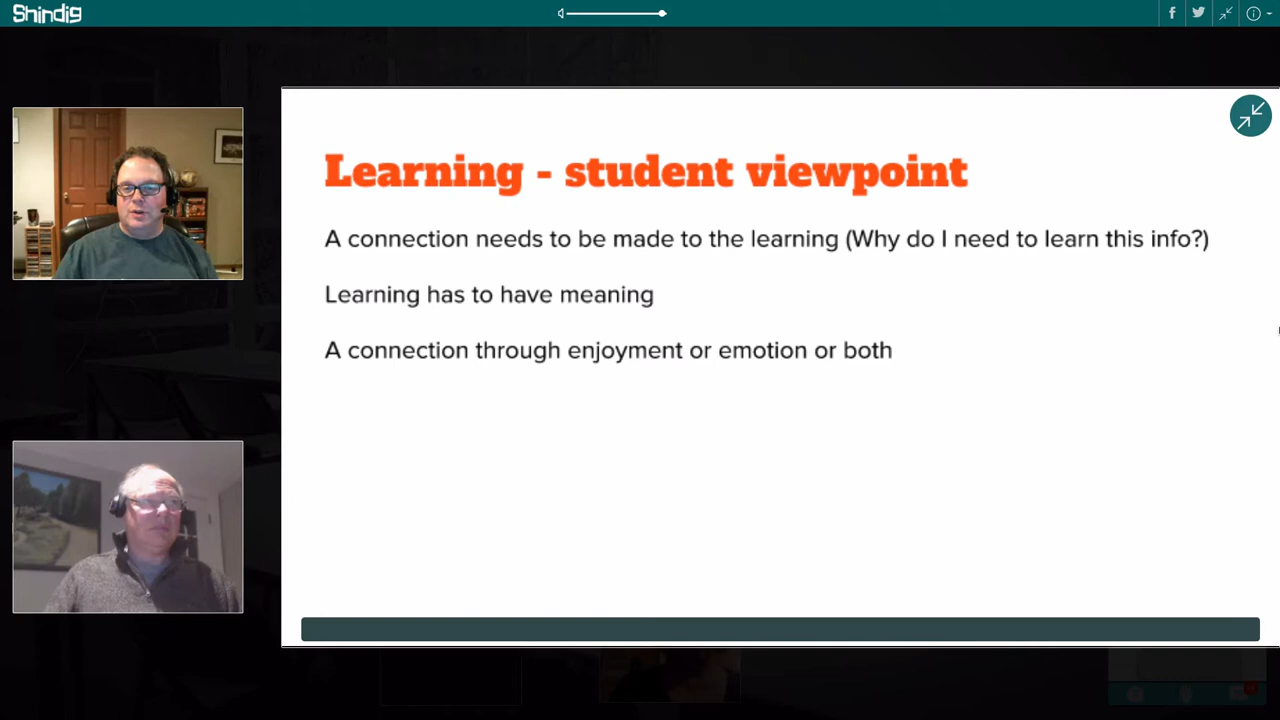 Shindig
Learning - student viewpoint
A connection needs to be made to the learning (Why do I need to learn this info?)
Learning has to have meaning
A connection through enjoyment or emotion or both